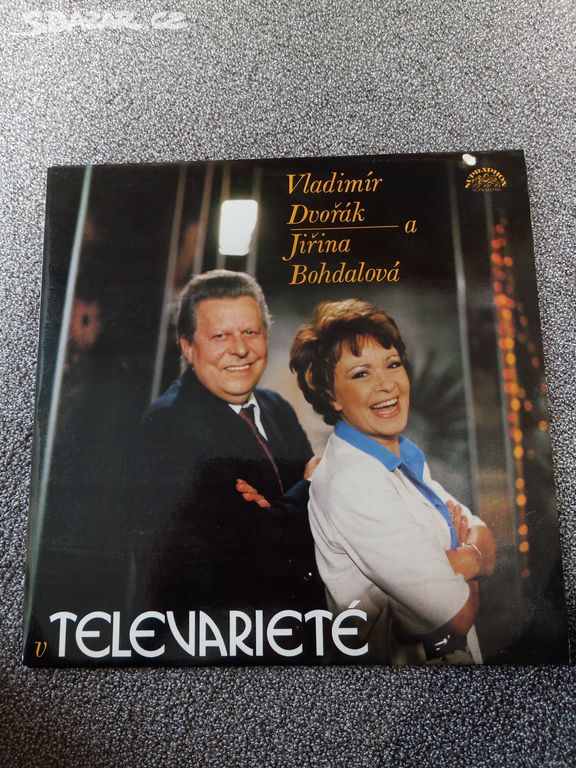 SBAZAR.CZ
Vladimír
Dvořák
a
Jiřina
Bohdalová
SUPRAPHON
v TELEVARIETÉ